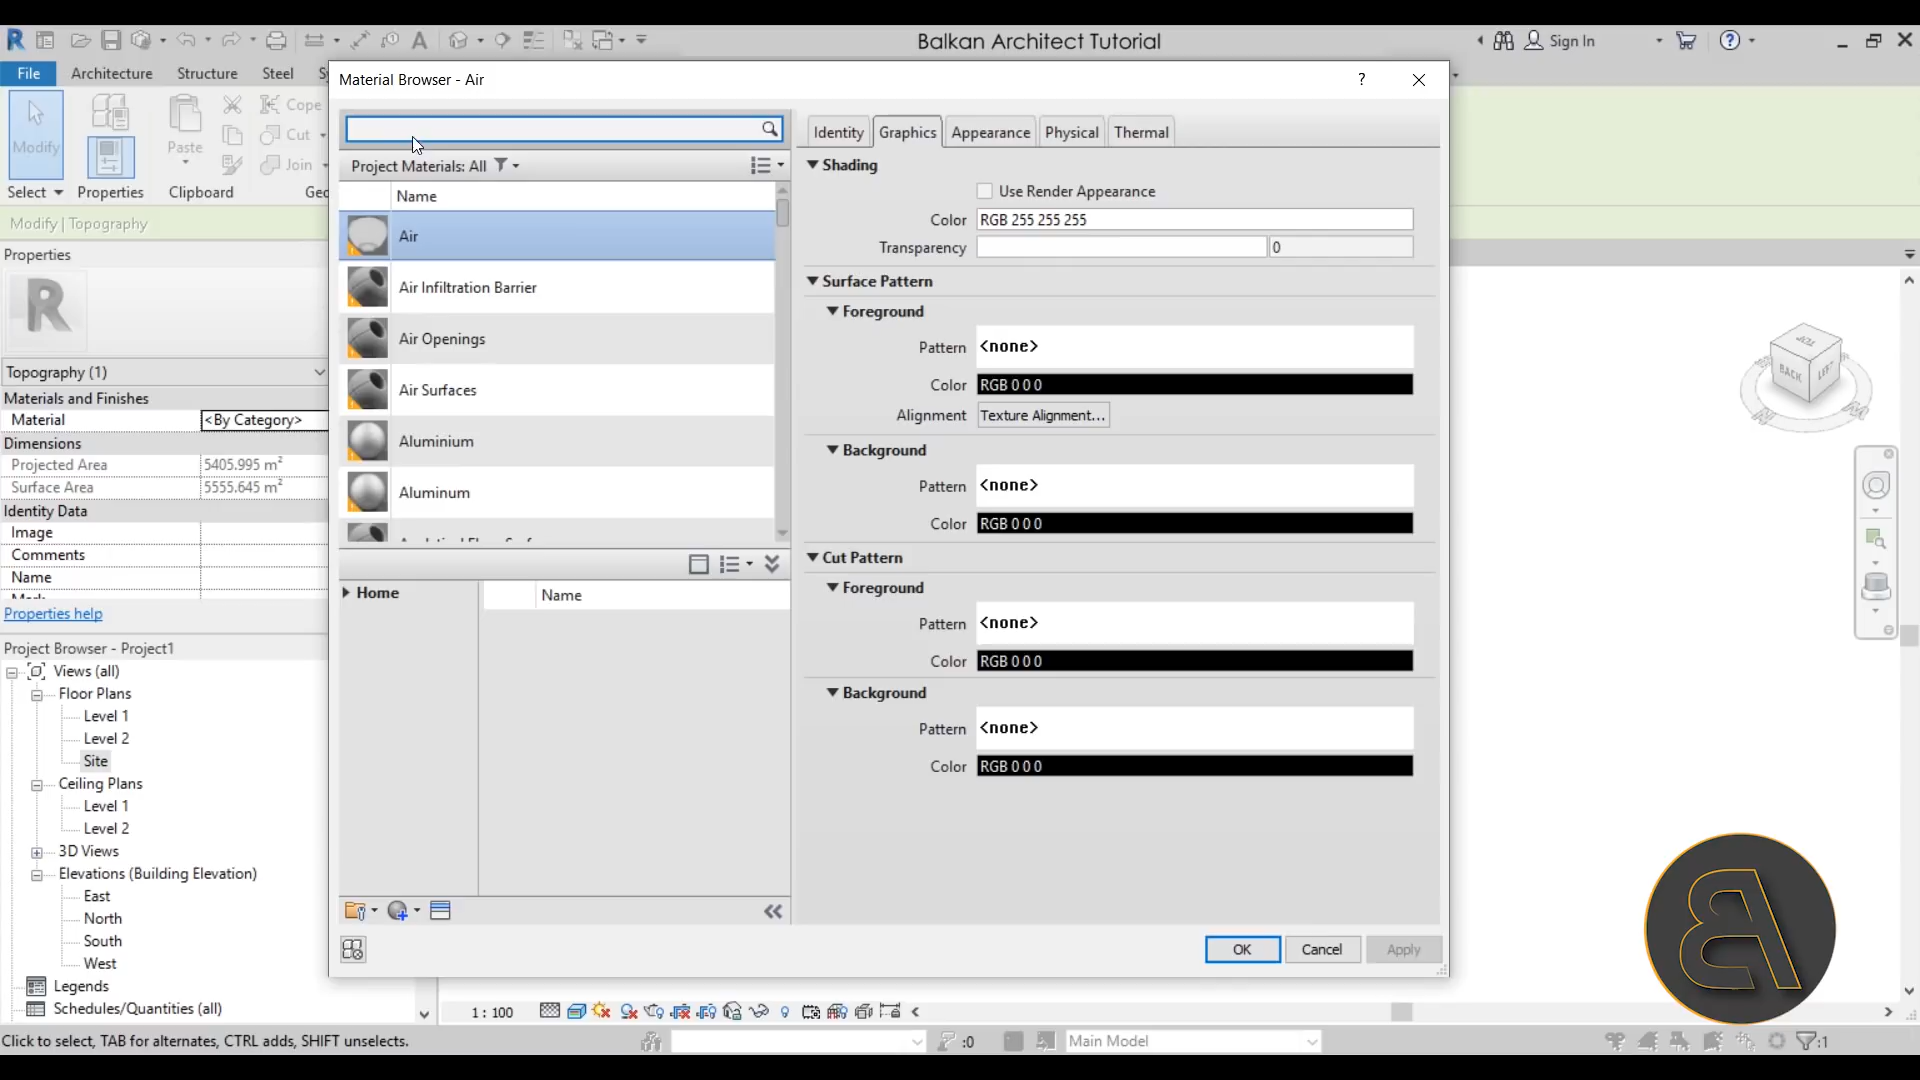 Balkan Architect Tutorial
Sign In
File
Architecture
Structure
Steel
Modify
Select
Properties
Paste
Clipboard
Cope
Cut
Join
Modify | Topography
Properties
Topography (1)
Materials and Finishes
Material <By Category>
Dimensions
Projected Area 5405.995 m²
Surface Area 5555.645 m²
Identity Data
Image
Comments
Name
Properties help
Project Browser - Project1
Views (all)
Floor Plans
Level 1
Level 2
Site
Ceiling Plans
Level 1
Level 2
3D Views
Elevations (Building Elevation)
East
North
South
West
Legends
Schedules/Quantities (all)
Material Browser - Air
?
Project Materials: All
Name
Air
Air Infiltration Barrier
Air Openings
Air Surfaces
Aluminium
Aluminum
Home
Name
Identity
Graphics
Appearance
Physical
Thermal
Shading
Use Render Appearance
Color RGB 255 255 255
Transparency 0
Surface Pattern
Foreground
Pattern <none>
Color RGB 0 0 0
Alignment Texture Alignment...
Background
Pattern <none>
Color RGB 0 0 0
Cut Pattern
Foreground
Pattern <none>
Color RGB 0 0 0
Background
Pattern <none>
Color RGB 0 0 0
OK
Cancel
Apply
TOP
BACK
LEFT
1 : 100
Click to select, TAB for alternates, CTRL adds, SHIFT unselects.
:0
Main Model
:1